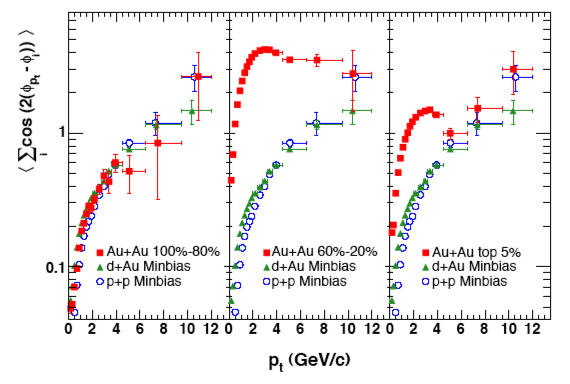 ⟨ ∑i cos (2(ϕpt - ϕi)) ⟩
1
0.1
Au+Au 100%-80%
d+Au Minbias
p+p Minbias
Au+Au 60%-20%
d+Au Minbias
p+p Minbias
Au+Au top 5%
d+Au Minbias
p+p Minbias
0 2 4 6 8 10 12
0 2 4 6 8 10 12
0 2 4 6 8 10 12
pt (GeV/c)